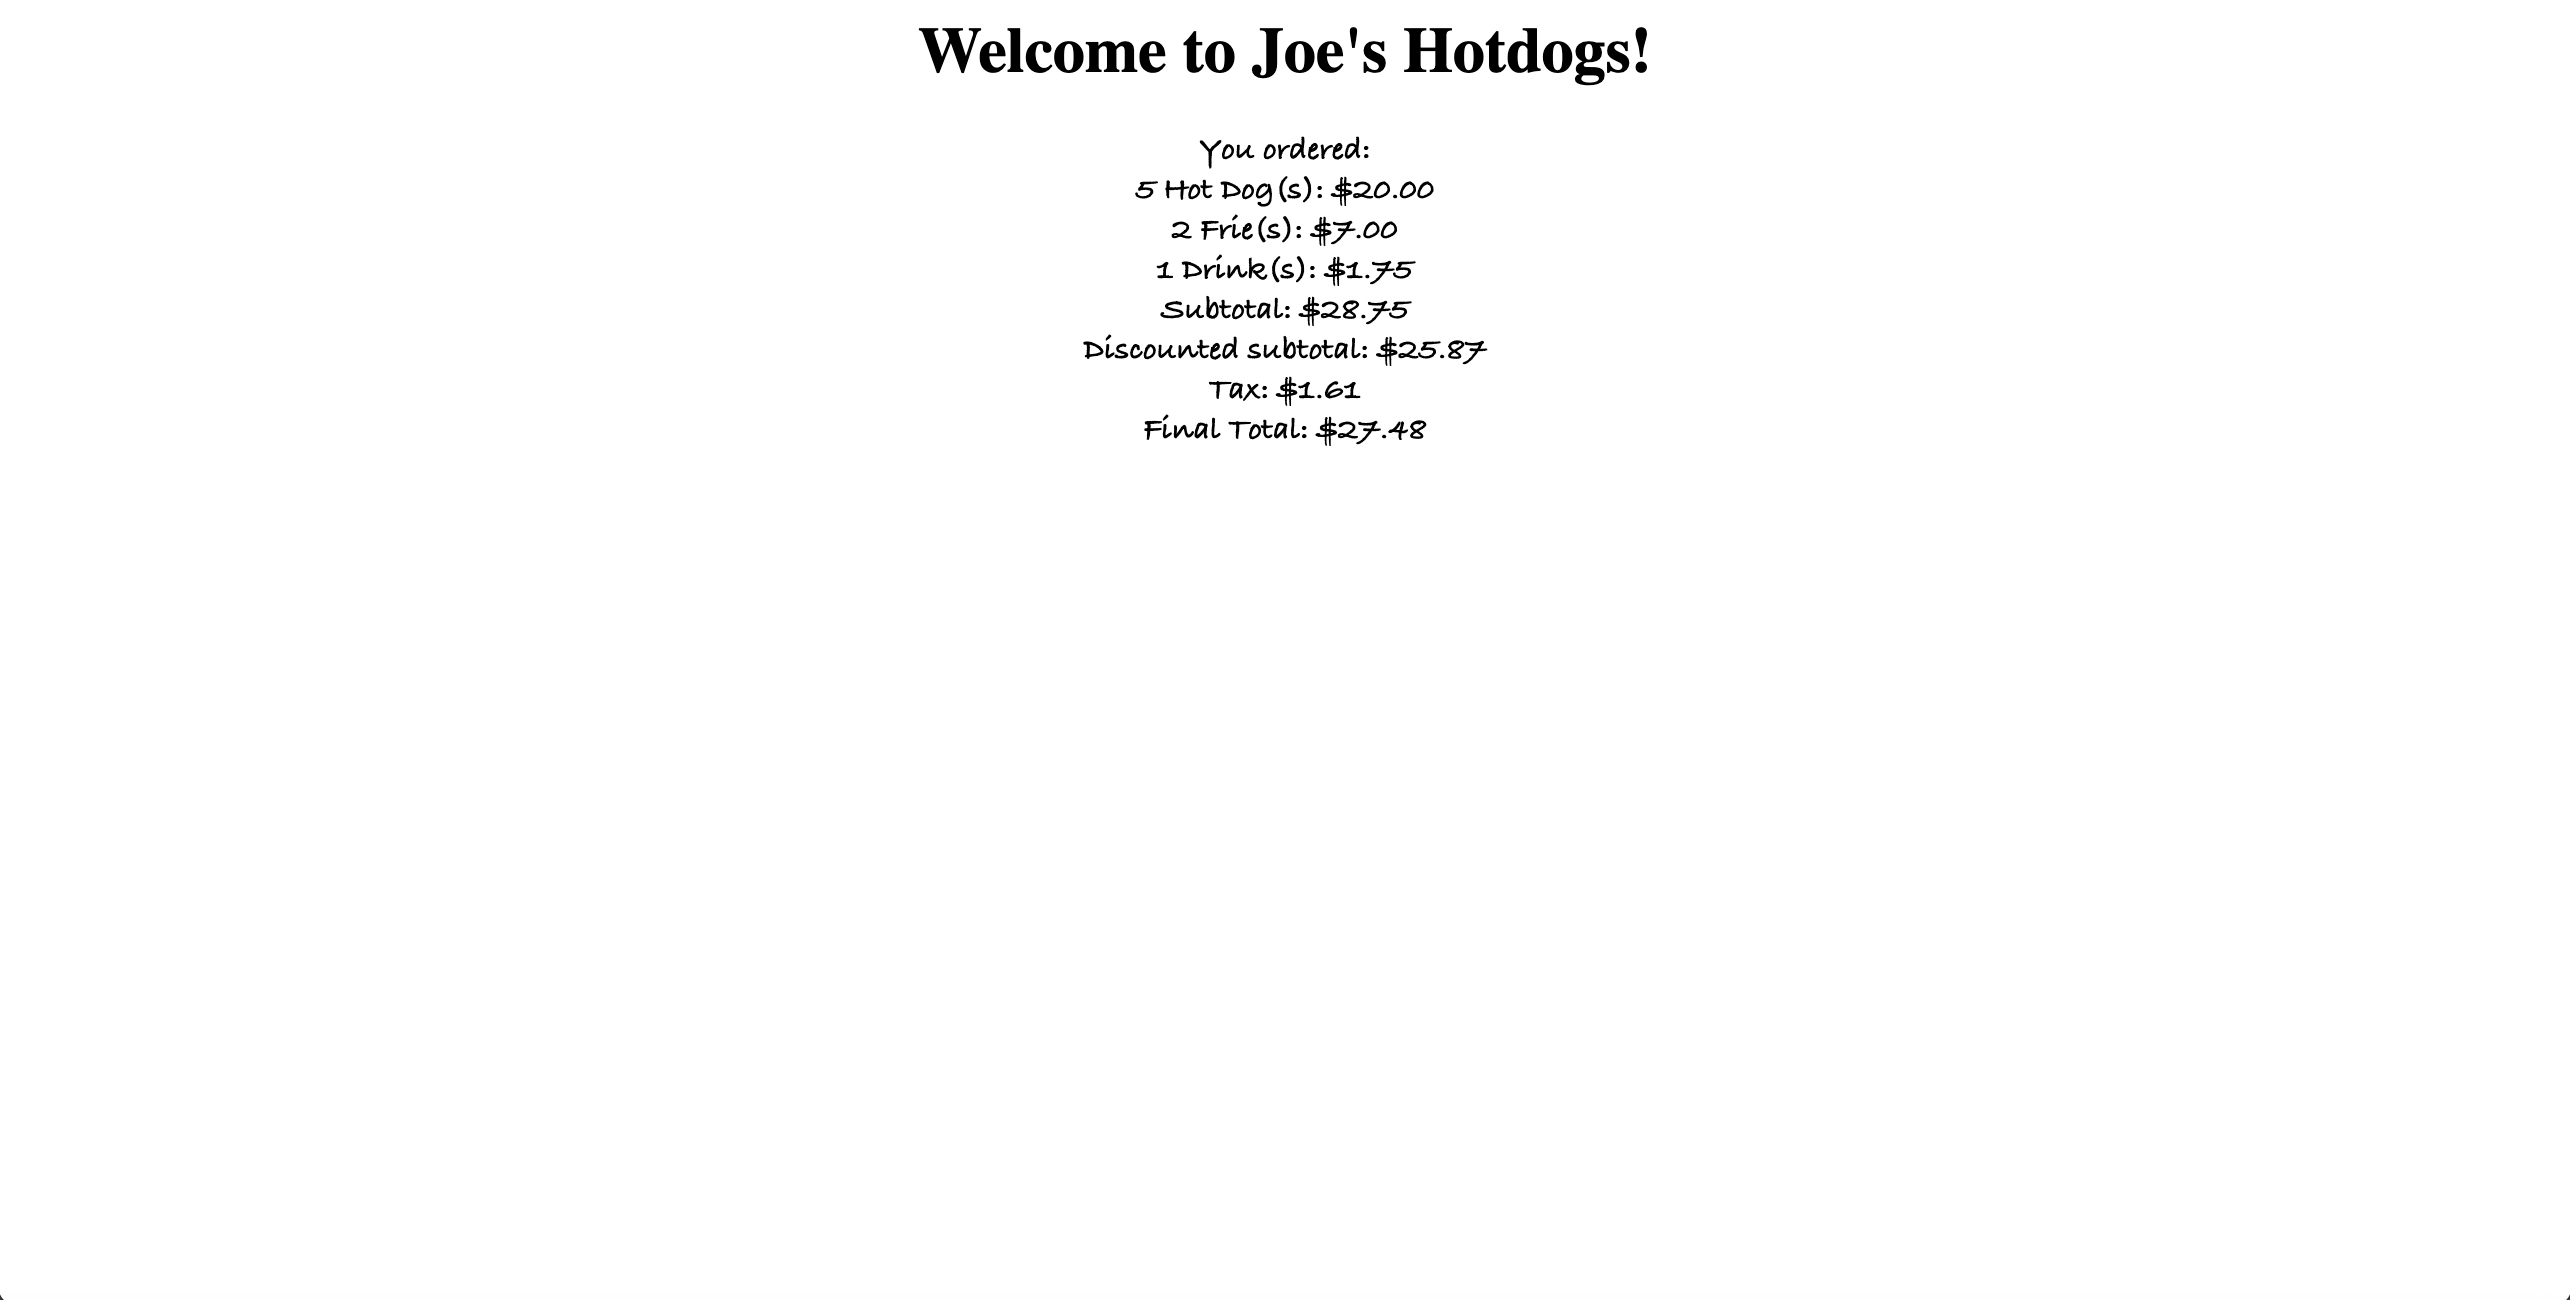 Welcome to Joe's Hotdogs!
You ordered:
5 Hot Dog(s): $20.00
2 Frie(s): $7.00
1 Drink(s): $1.75
Subtotal: $28.75
Discounted subtotal: $25.87
Tax: $1.61
Final Total: $27.48